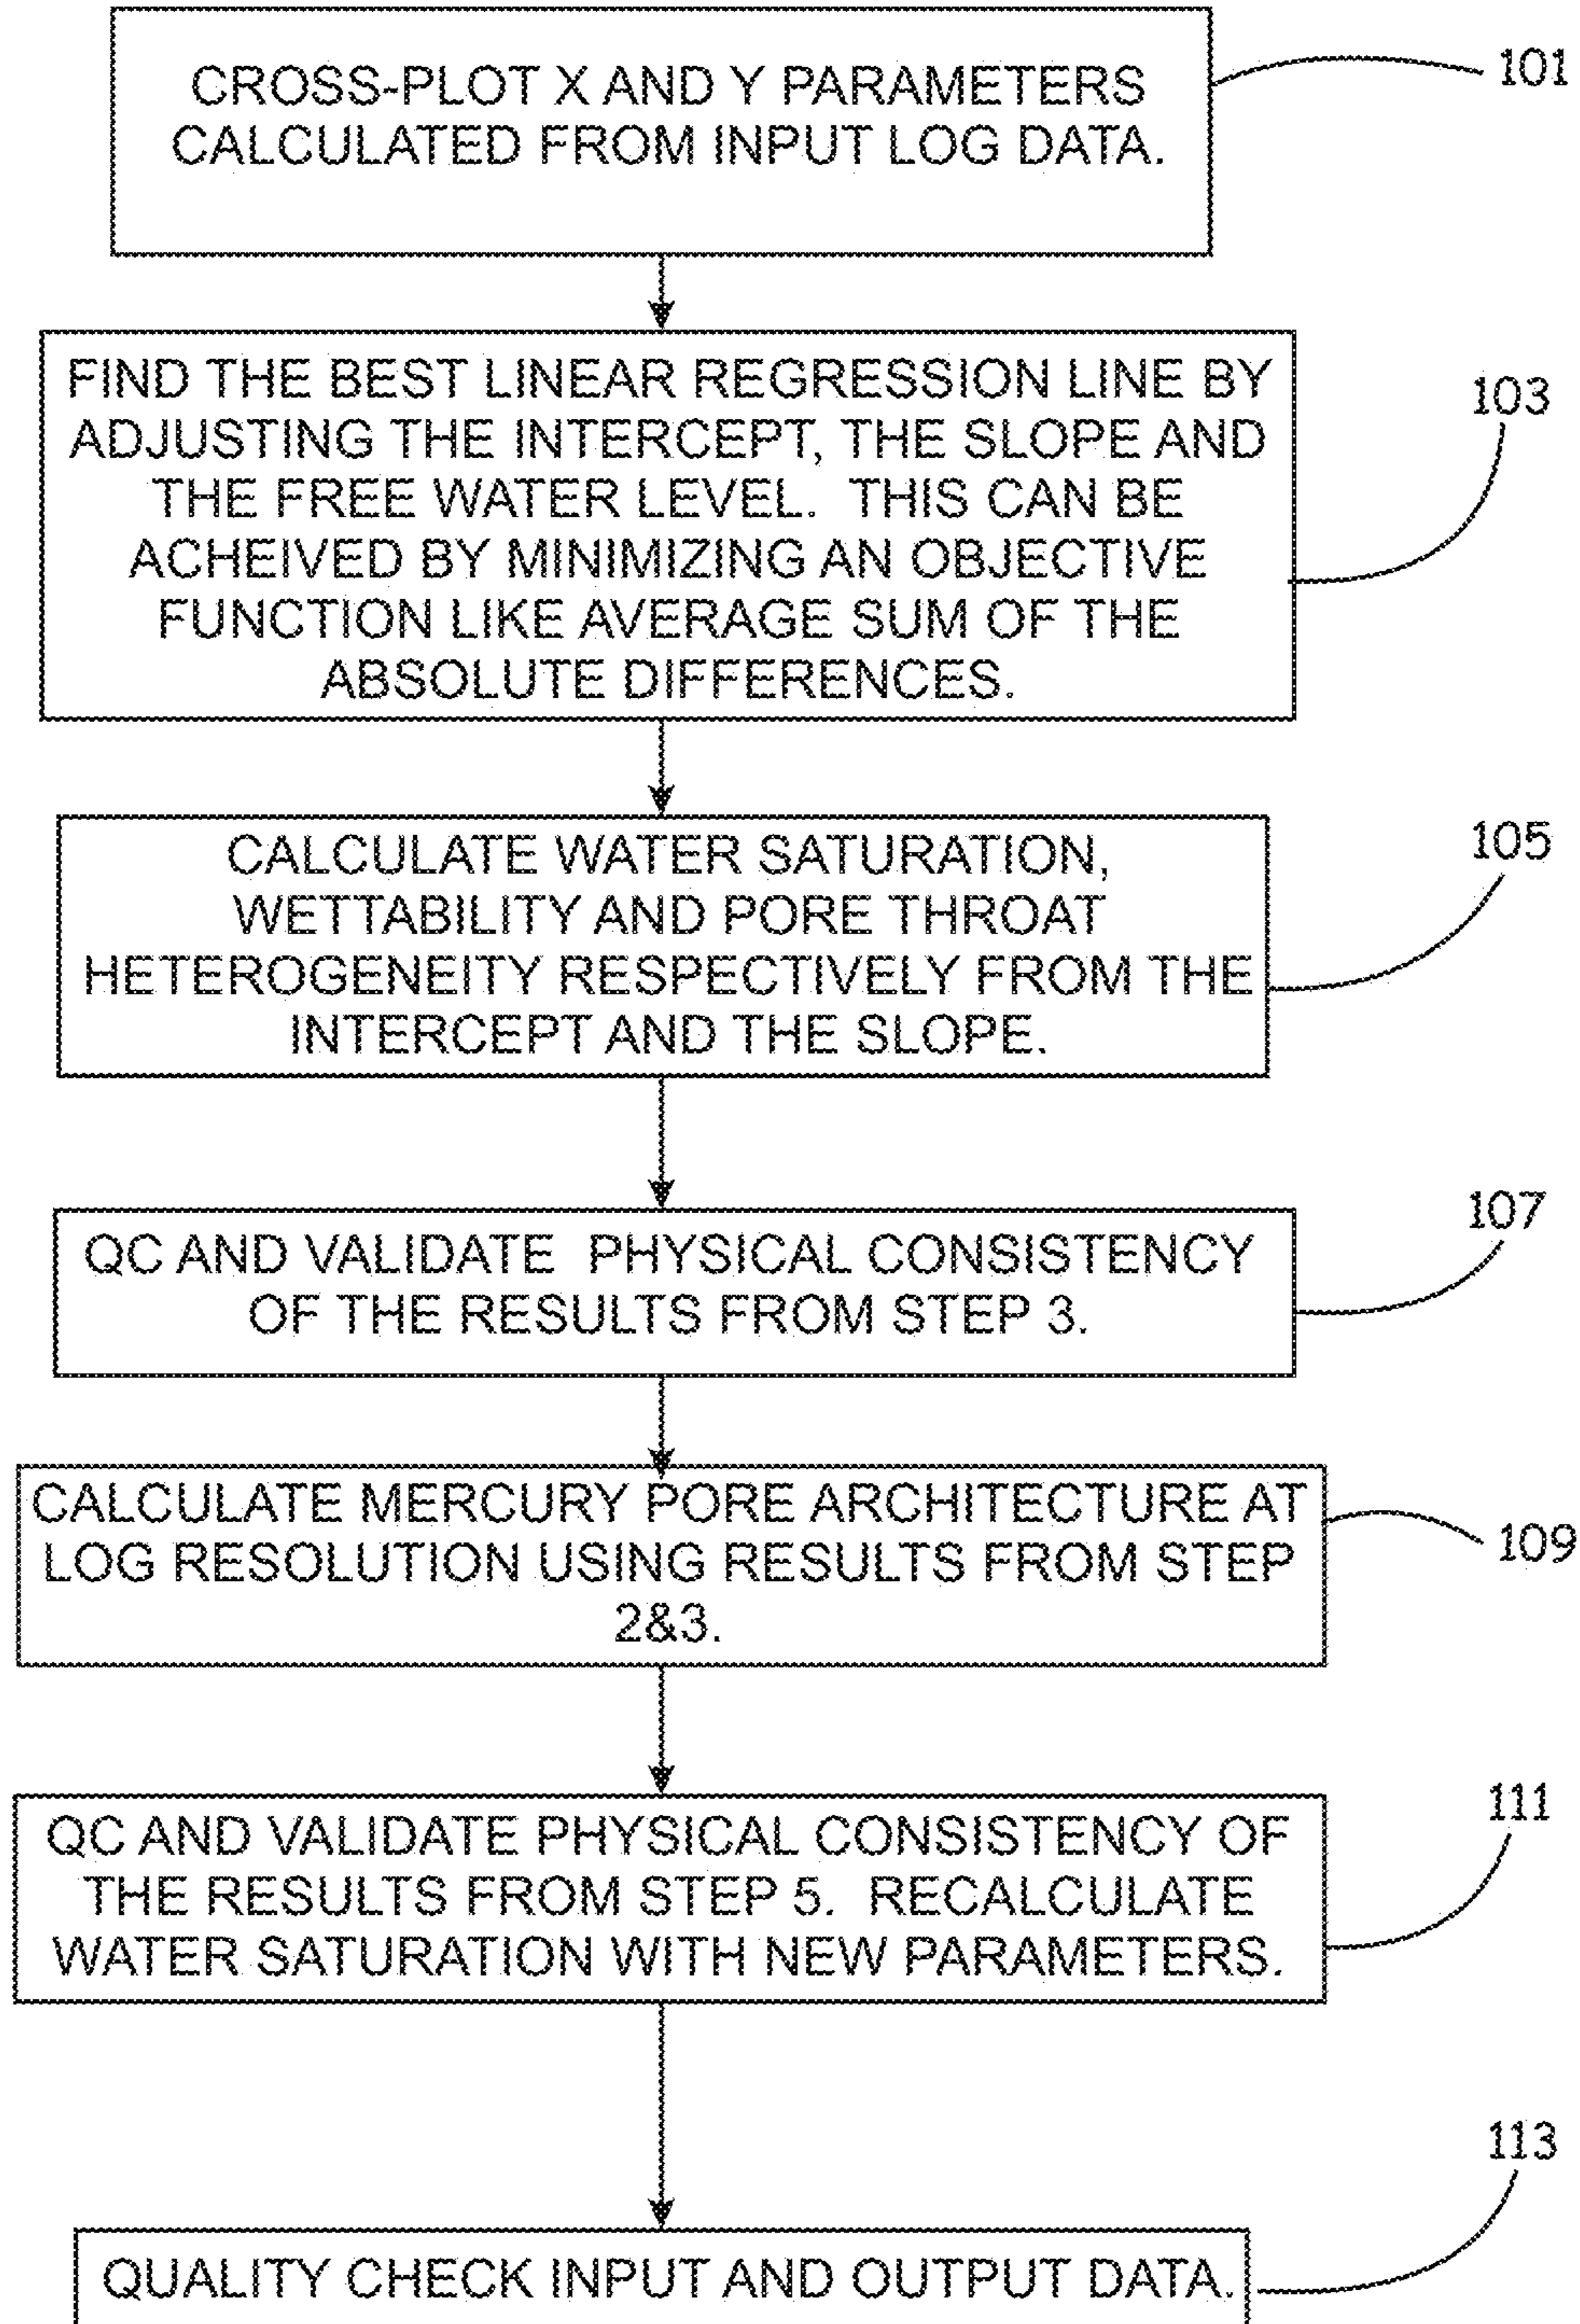 CROSS-PLOT X AND Y PARAMETERS
CALCULATED FROM INPUT LOG DATA.
101
FIND THE BEST LINEAR REGRESSION LINE BY
ADJUSTING THE INTERCEPT, THE SLOPE AND
THE FREE WATER LEVEL. THIS CAN BE
ACHEIVED BY MINIMIZING AN OBJECTIVE
FUNCTION LIKE AVERAGE SUM OF THE
ABSOLUTE DIFFERENCES.
103
CALCULATE WATER SATURATION,
WETTABILITY AND PORE THROAT
HETEROGENEITY RESPECTIVELY FROM THE
INTERCEPT AND THE SLOPE.
105
QC AND VALIDATE PHYSICAL CONSISTENCY
OF THE RESULTS FROM STEP 3.
107
CALCULATE MERCURY PORE ARCHITECTURE AT
LOG RESOLUTION USING RESULTS FROM STEP
2&3.
109
QC AND VALIDATE PHYSICAL CONSISTENCY OF
THE RESULTS FROM STEP 5. RECALCULATE
WATER SATURATION WITH NEW PARAMETERS.
111
QUALITY CHECK INPUT AND OUTPUT DATA.
113